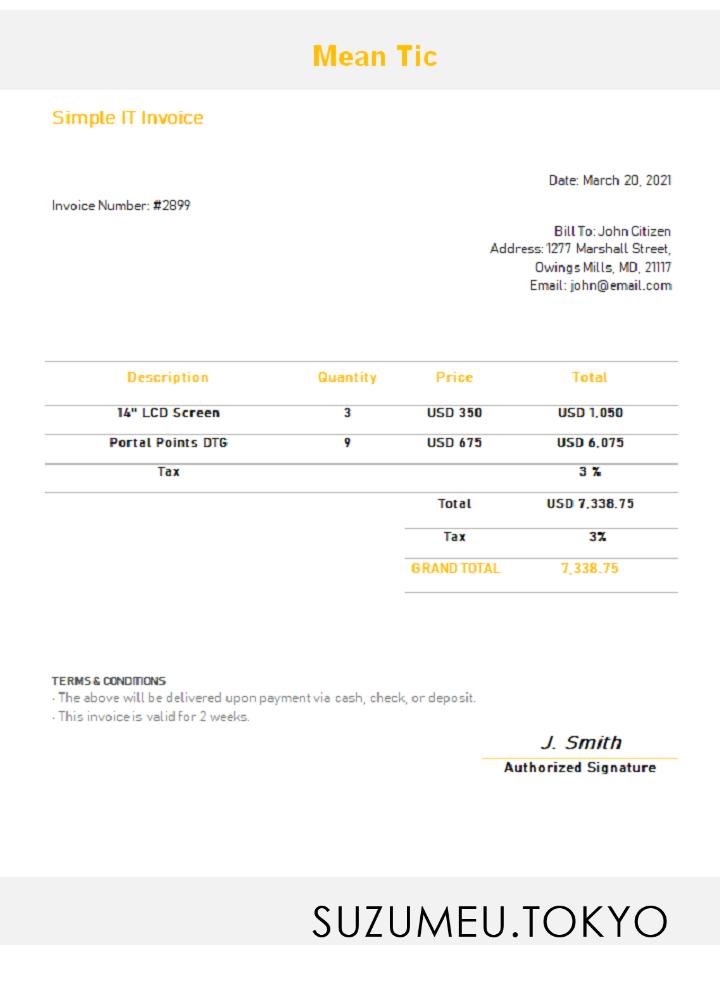 Mean Tic
Simple IT Invoice
Date: March 20, 2021
Invoice Number: #2899
Bill To: John Citizen
Address: 1277 Marshall Street,
Owings Mills, MD, 21117
Email: john@email.com
Description Quantity Price Total
14" LCD Screen 3 USD 350 USD 1,050
Portal Points DTG 9 USD 675 USD 6,075
Tax 3 %
Total USD 7,338.75
Tax 3%
GRAND TOTAL 7,338.75
TERMS & CONDITIONS
- The above will be delivered upon payment via cash, check, or deposit.
- This invoice is valid for 2 weeks.
J. Smith
Authorized Signature
SUZUMEU.TOKYO